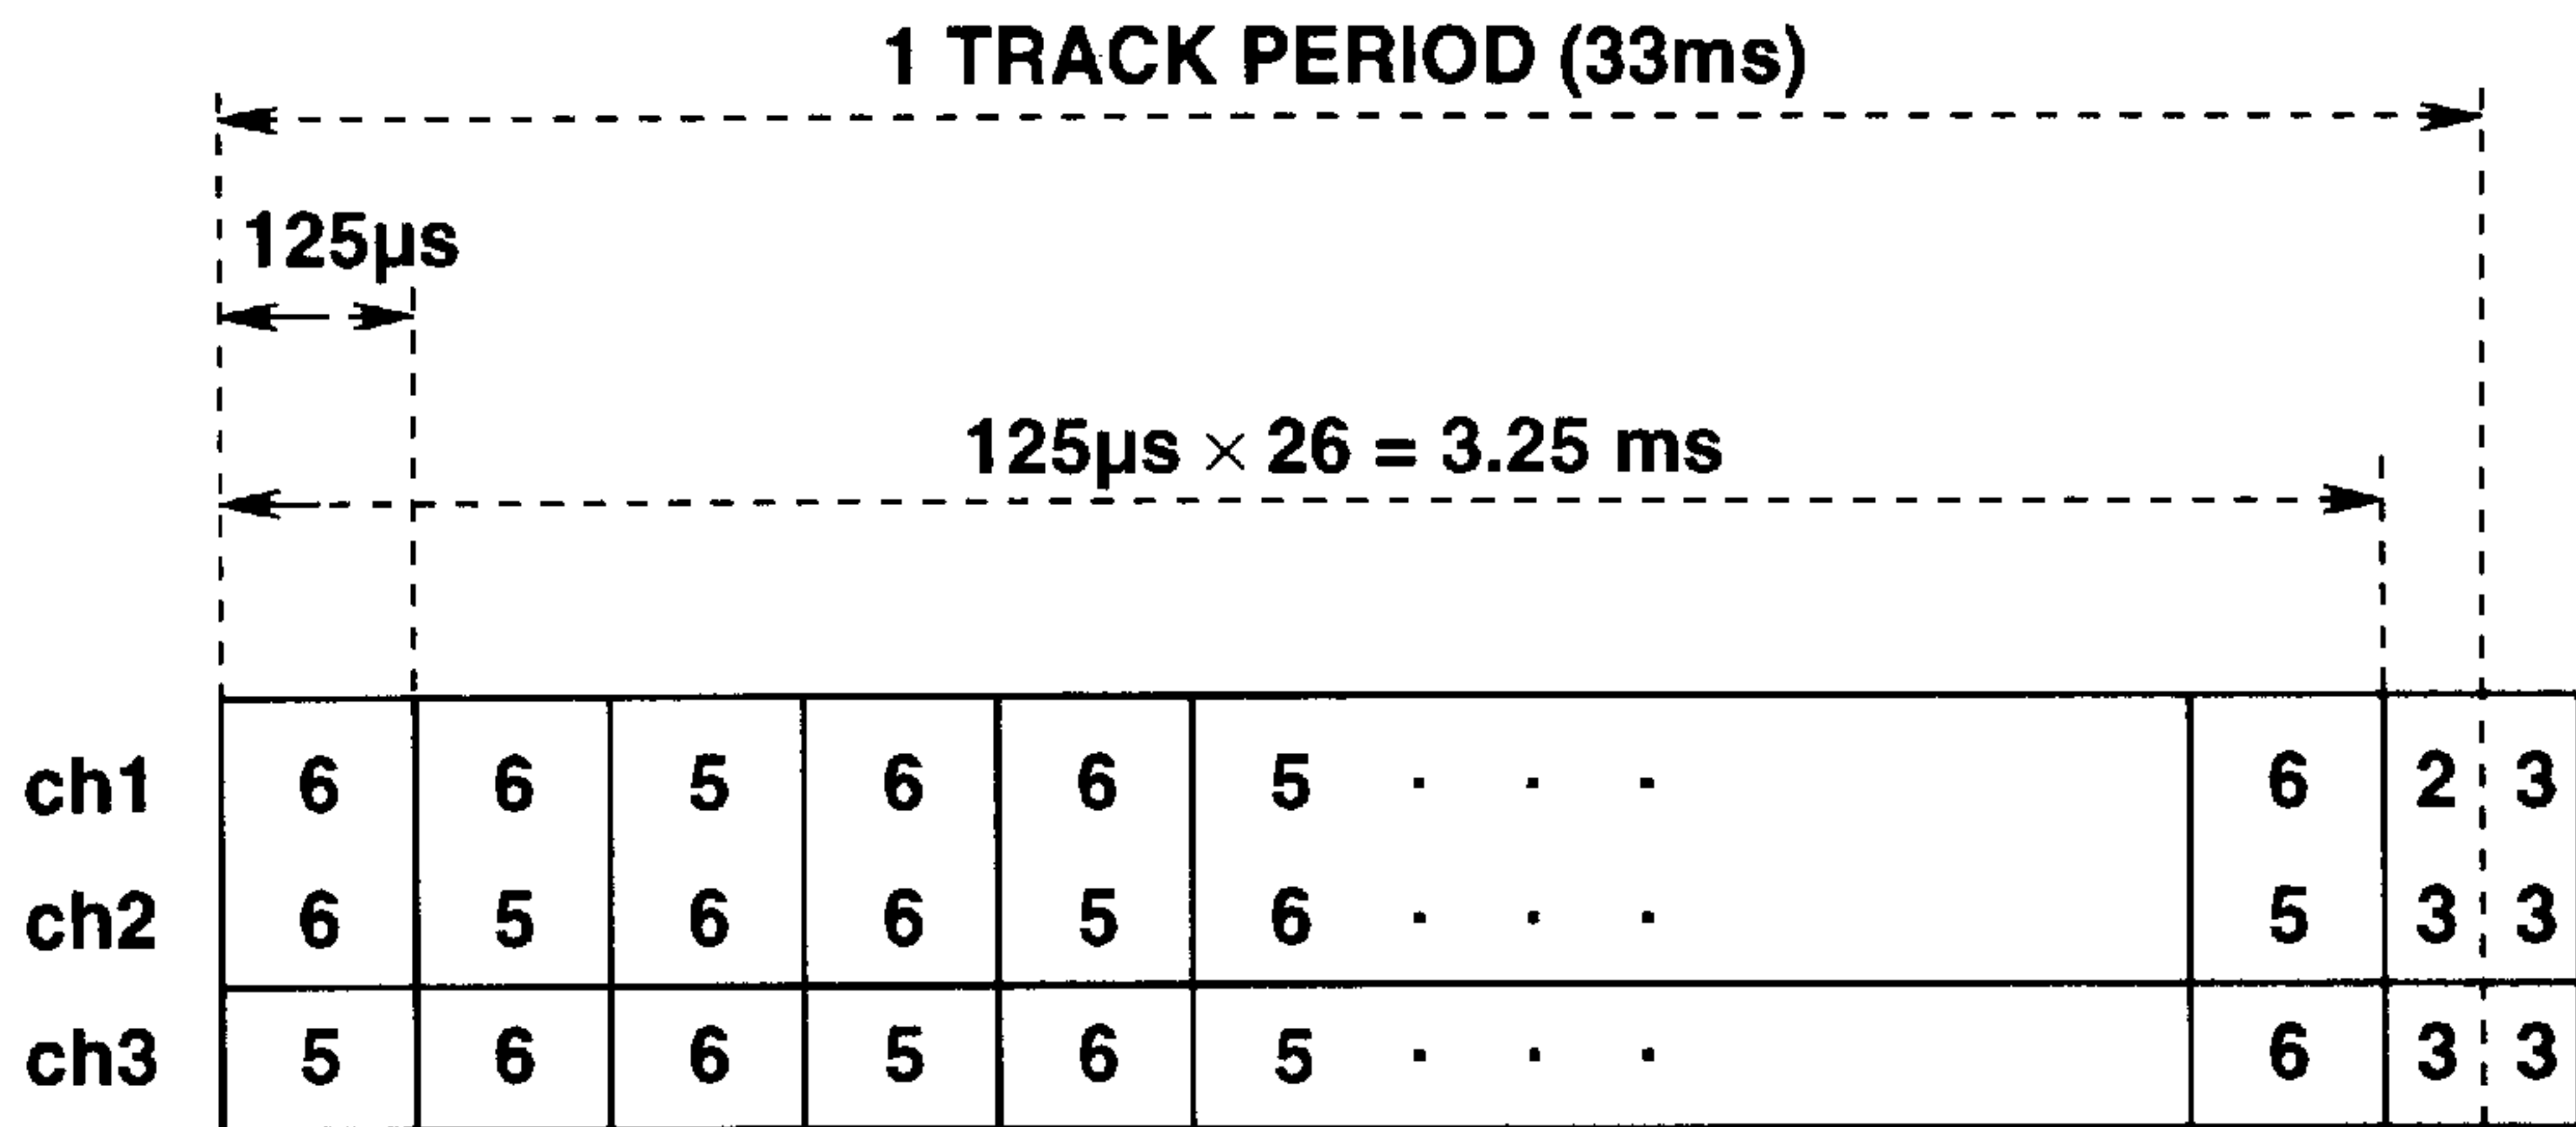 1 TRACK PERIOD (33ms)
125µs
125µs × 26 = 3.25 ms
ch1 6 6 5 6 6 5 · · · 6 2 3
ch2 6 5 6 6 5 6 · · · 5 3 3
ch3 5 6 6 5 6 5 · · · 6 3 3